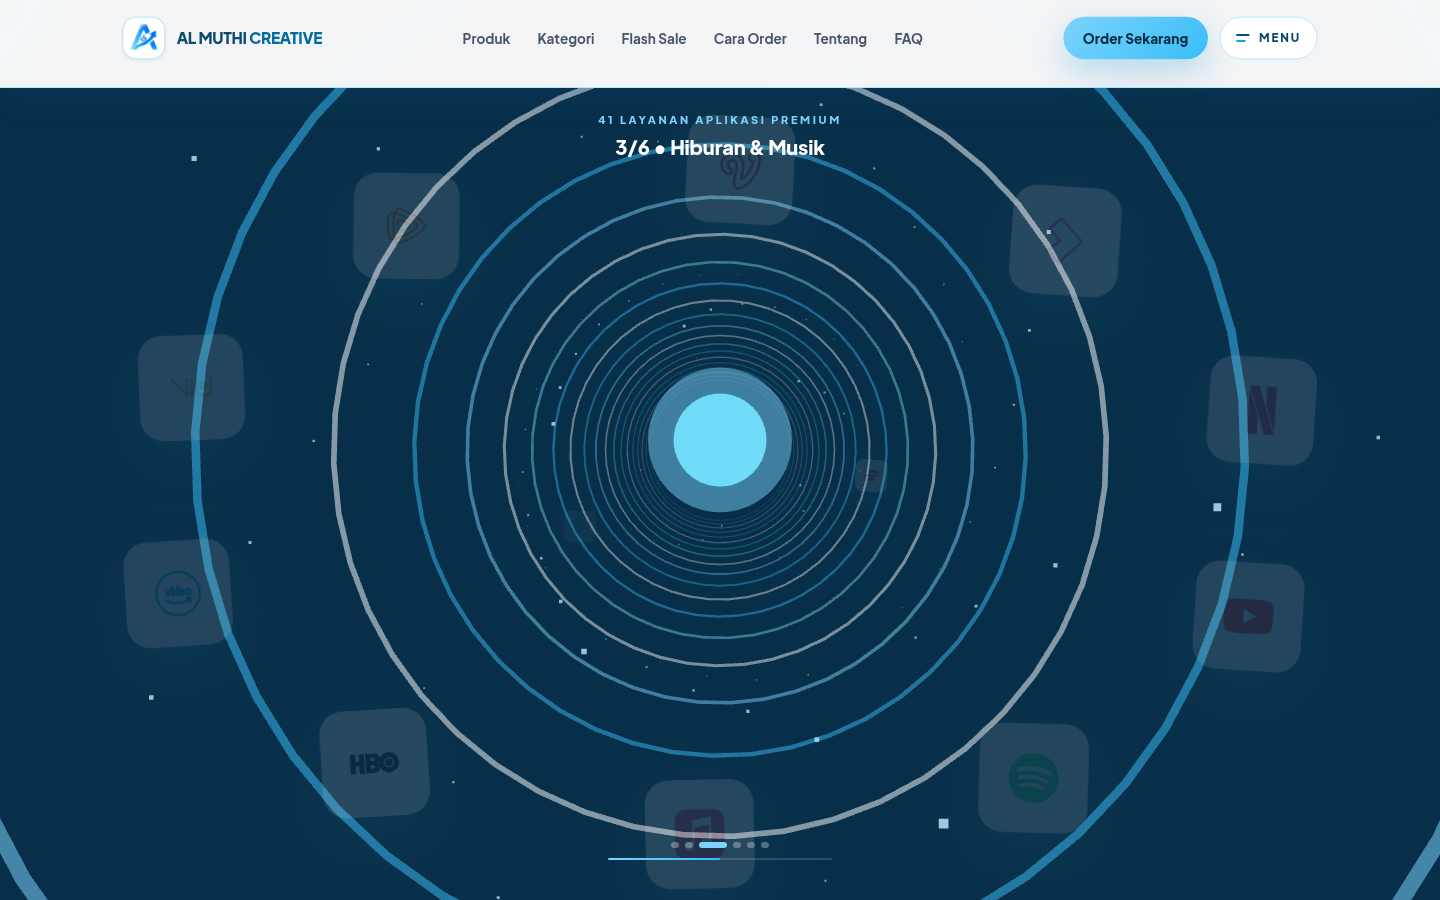 AL MUTHI CREATIVE
Produk
Kategori
Flash Sale
Cara Order
Tentang
FAQ
Order Sekarang
MENU
41 LAYANAN APLIKASI PREMIUM
3/6 ● Hiburan & Musik
N
video
HBO